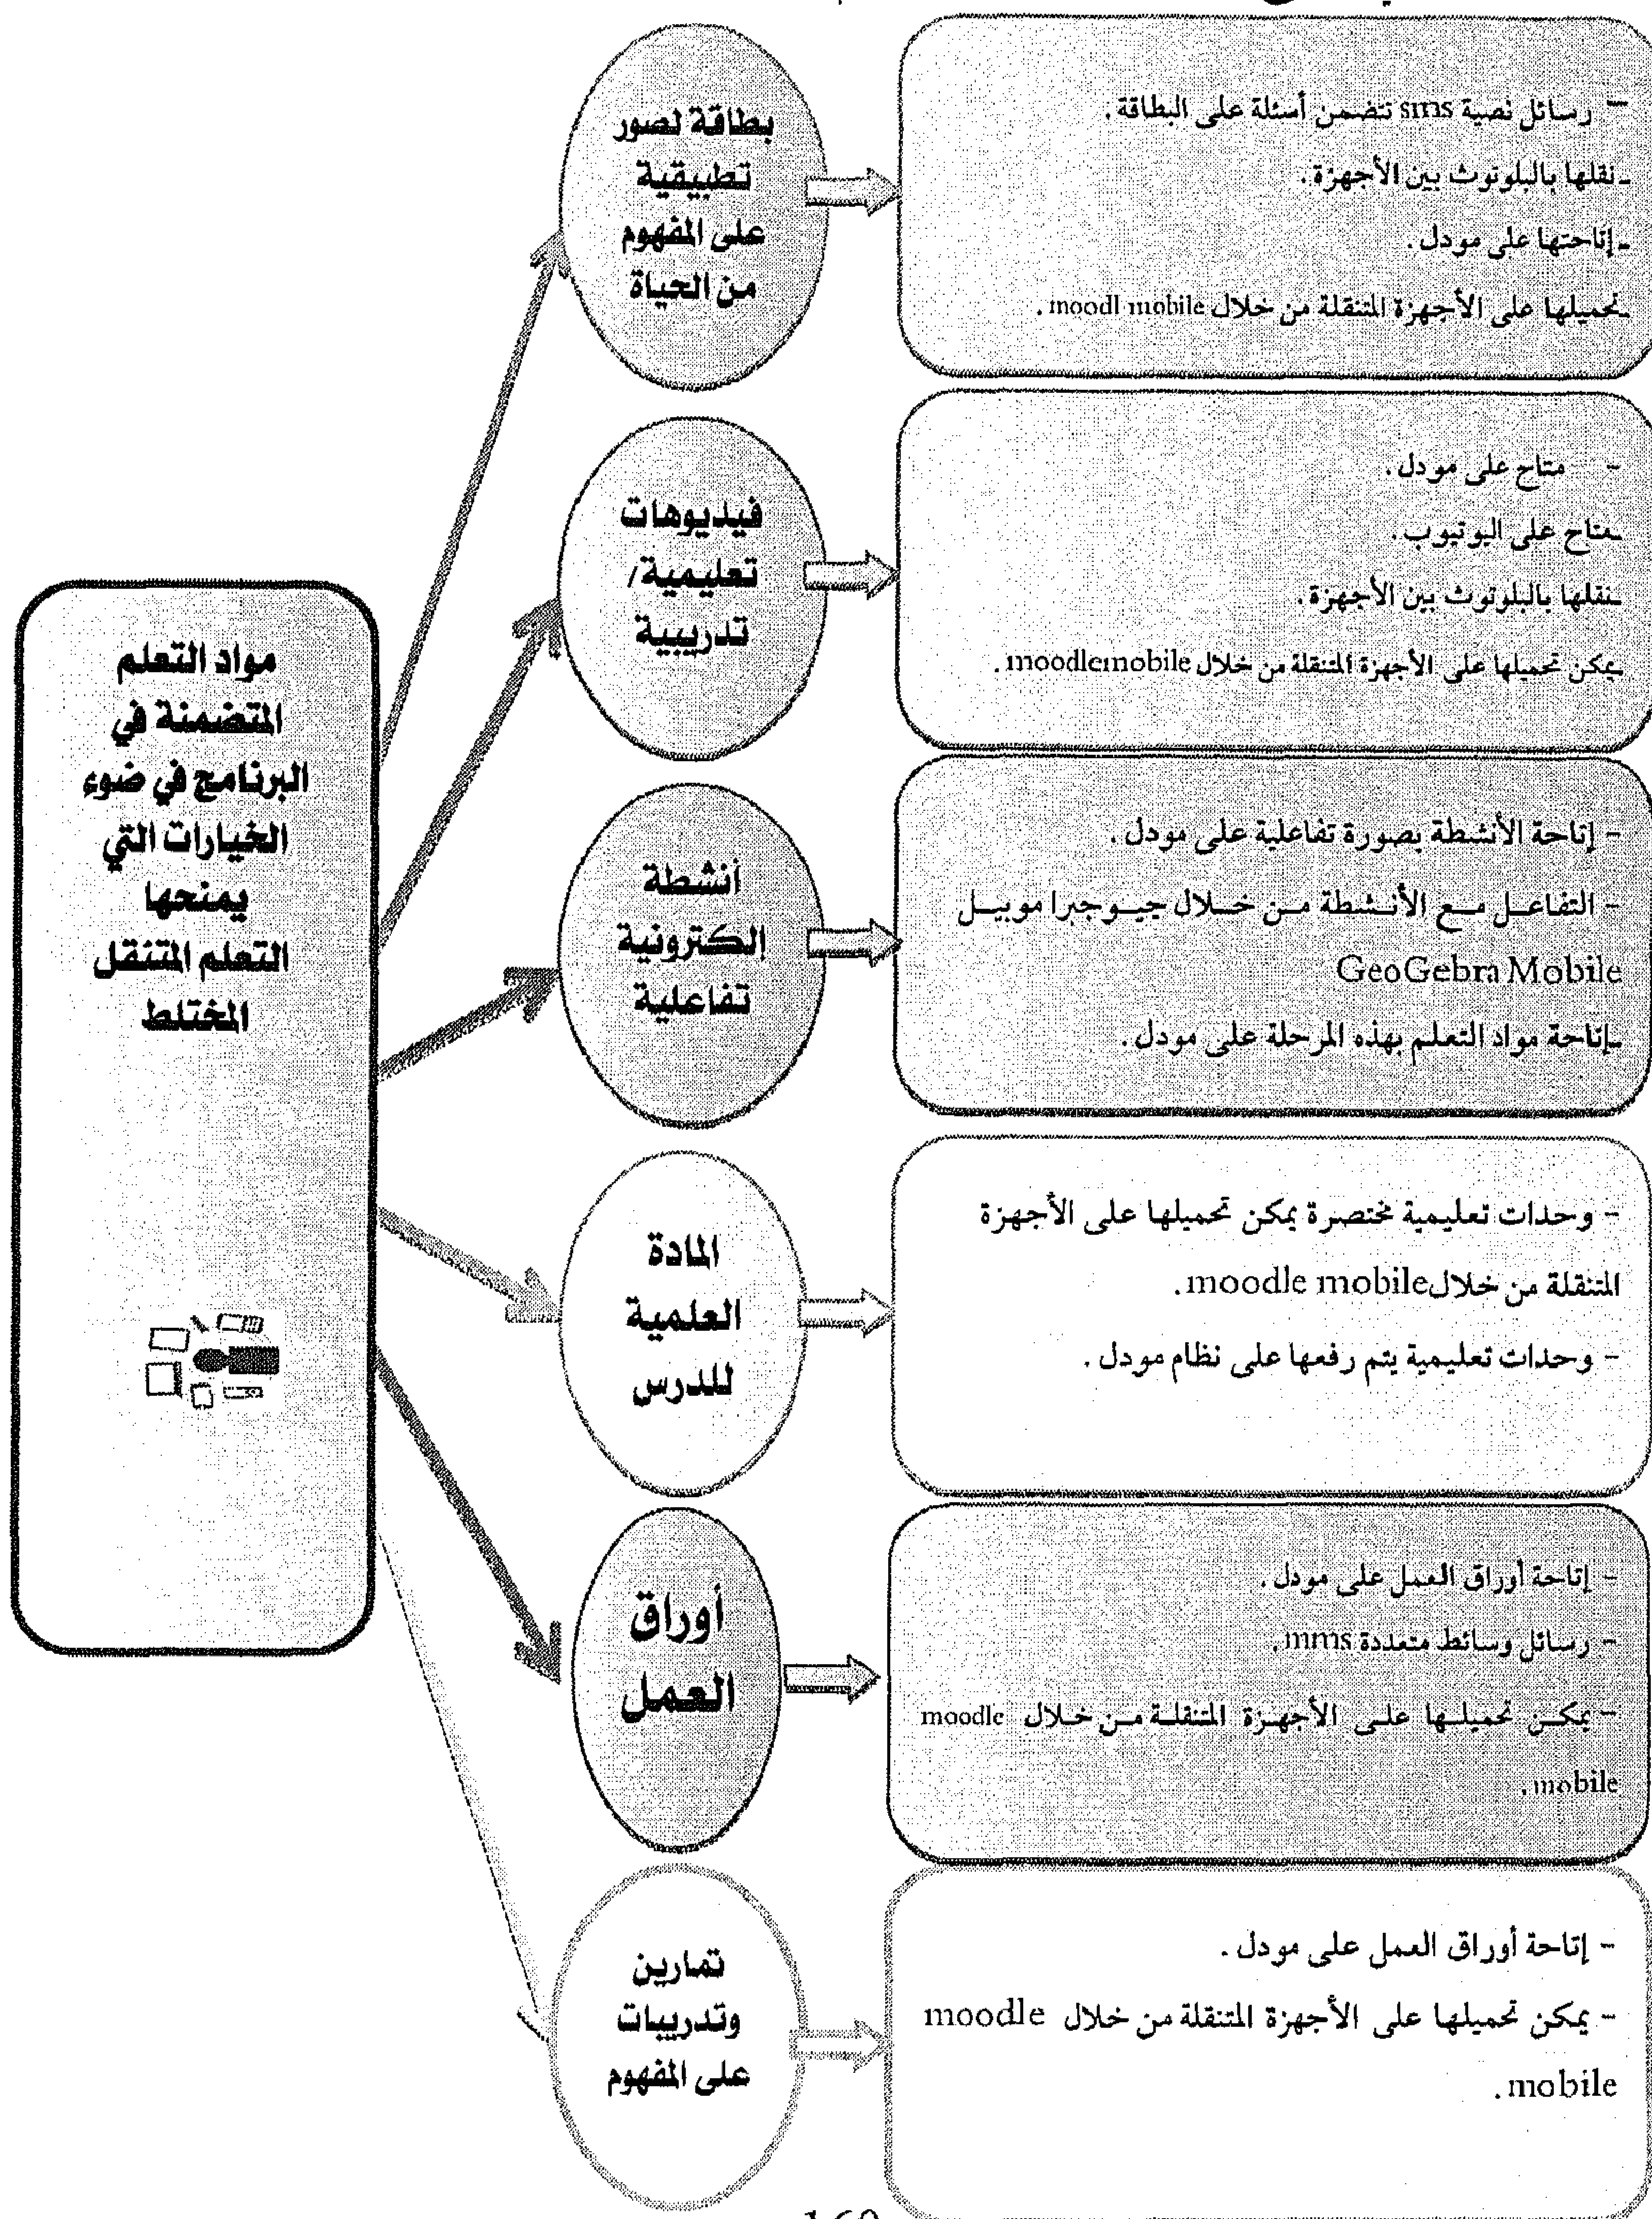 مواد التعلم
المتضمنة في
البرنامج في ضوء
الخيارات التي
يمنحها
التعلم المتنقل
المختلط
بطاقة لصور
تطبيقية
على المفهوم
من الحياة
- رسائل نصية sms تتضمن أسئلة على البطاقة.
- نقلها بالبلوتوث بين الأجهزة.
- إتاحتها على مودل.
- تحميلها على الأجهزة المتنقلة من خلال moodl mobile.
فيديوهات
تعليمية/
تدريبية
- متاح على مودل.
- متاح على اليوتيوب.
- نقلها بالبلوتوث بين الأجهزة.
- يمكن تحميلها على الأجهزة المتنقلة من خلال moodlemobile.
أنشطة
إلكترونية
تفاعلية
- إتاحة الأنشطة بصورة تفاعلية على مودل.
- التفاعل مع الأنشطة من خلال جيوجبرا موبيل
GeoGebra Mobile
- إتاحة مواد التعلم بهذه المرحلة على مودل.
المادة
العلمية
للدرس
- وحدات تعليمية مختصرة يمكن تحميلها على الأجهزة
المتنقلة من خلال moodle mobile.
- وحدات تعليمية يتم رفعها على نظام مودل.
أوراق
العمل
- إتاحة أوراق العمل على مودل.
- رسائل وسائط متعددة mms.
- يمكن تحميلها على الأجهزة المتنقلة من خلال moodle
mobile.
تمارين
وتدريبات
على المفهوم
- إتاحة أوراق العمل على مودل.
- يمكن تحميلها على الأجهزة المتنقلة من خلال moodle
mobile.